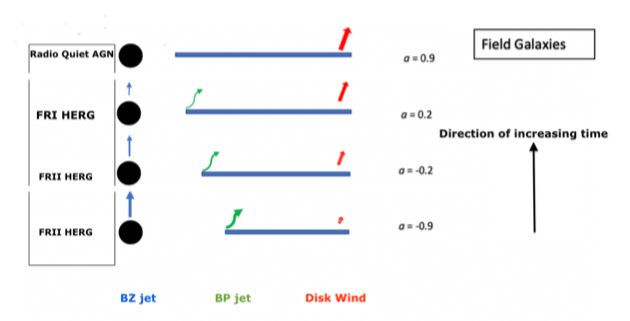 Field Galaxies
Radio Quiet AGN
a = 0.9
FRI HERG
a = 0.2
Direction of increasing time
FRII HERG
a = -0.2
FRII HERG
a = -0.9
BZ jet
BP jet
Disk Wind